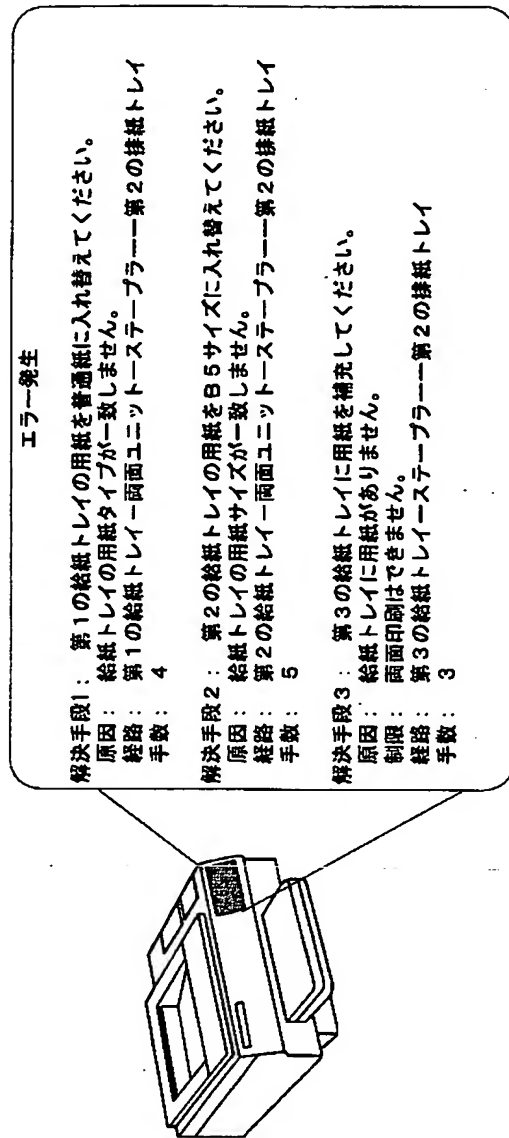 エラー発生
解決手段1： 第1の給紙トレイの用紙を普通紙に入れ替えてください。
原因： 給紙トレイの用紙タイプが一致しません。
経路： 第1の給紙トレイー両面ユニットーステープラーー第2の排紙トレイ
手数： 4
解決手段2： 第2の給紙トレイの用紙をB5サイズに入れ替えてください。
原因： 給紙トレイの用紙サイズが一致しません。
経路： 第2の給紙トレイー両面ユニットーステープラーー第2の排紙トレイ
手数： 5
解決手段3： 第3の給紙トレイに用紙を補充してください。
原因： 給紙トレイに用紙がありません。
制限： 両面印刷はできません。
経路： 第3の給紙トレイーステープラーー第2の排紙トレイ
手数： 3